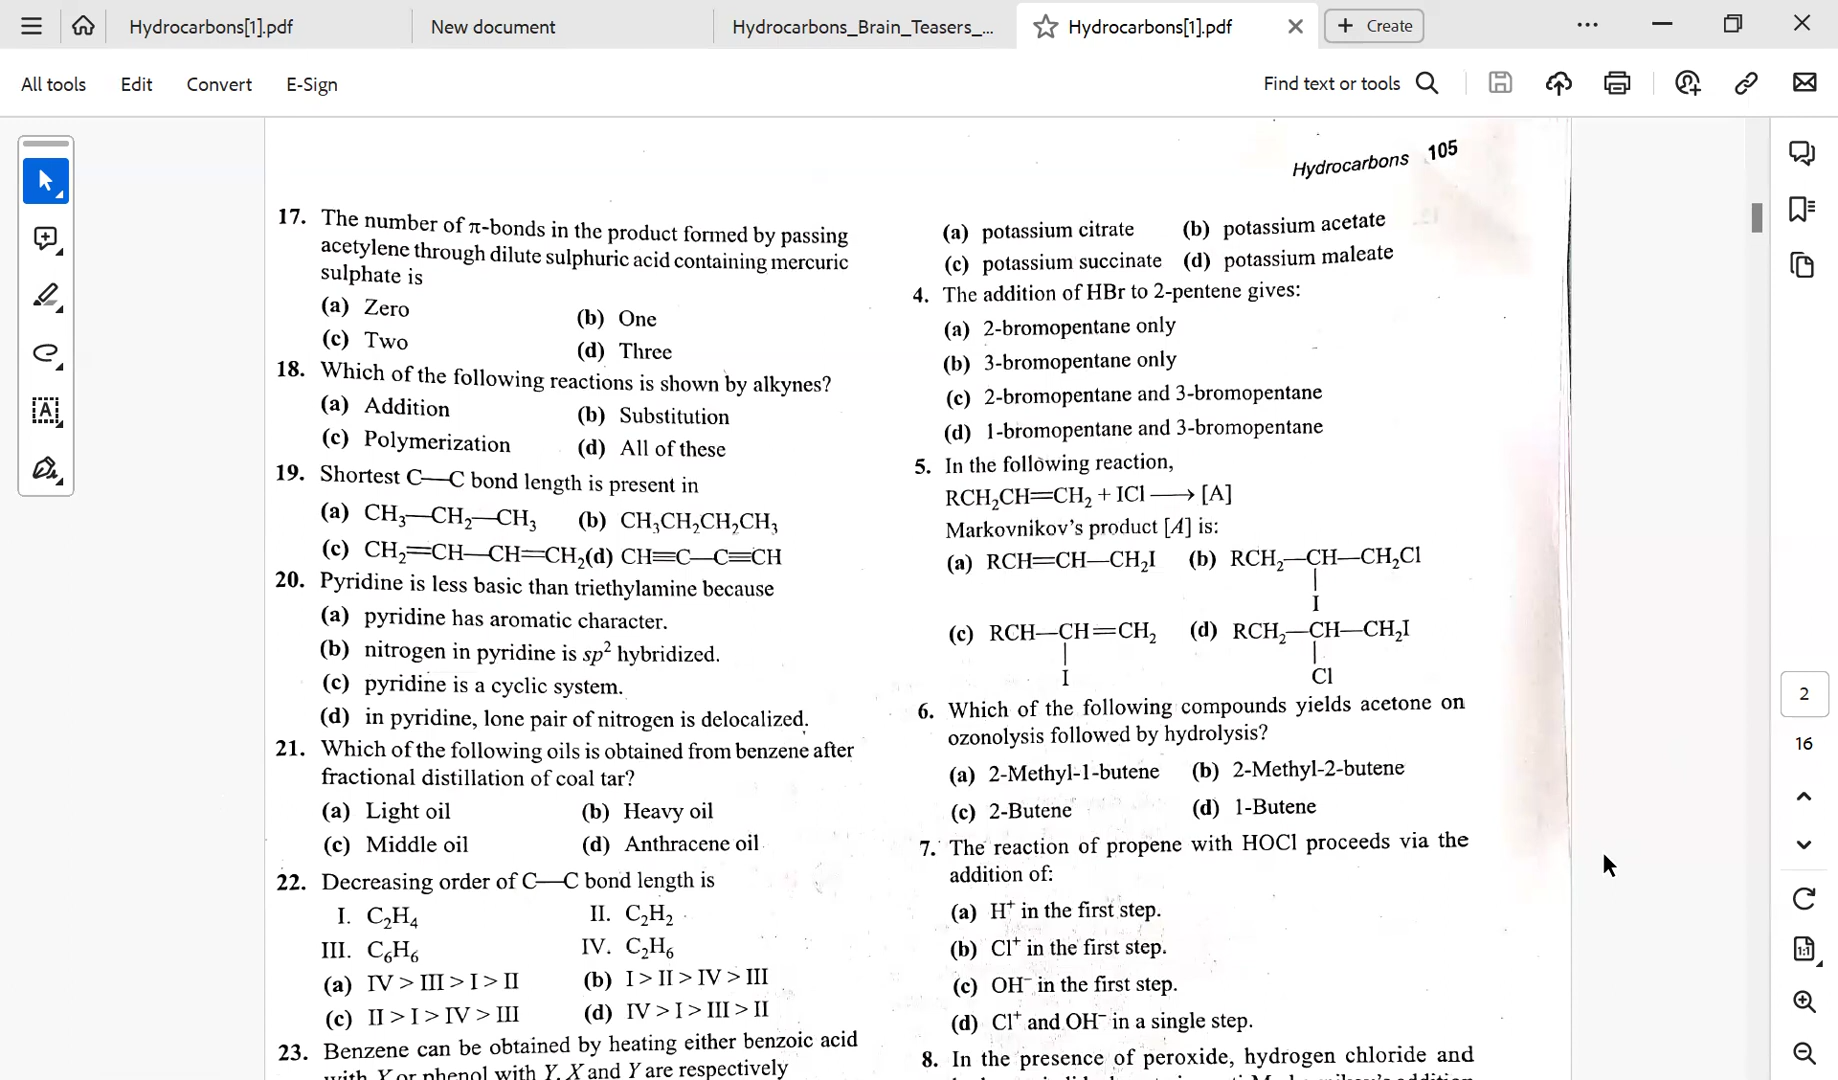 Hydrocarbons[1].pdf
New document
Hydrocarbons_Brain_Teasers_...
Hydrocarbons[1].pdf
+ Create
All tools
Edit
Convert
E-Sign
Find text or tools
Hydrocarbons 105
17. The number of π-bonds in the product formed by passing
acetylene through dilute sulphuric acid containing mercuric
sulphate is
(a) Zero (b) One
(c) Two (d) Three
18. Which of the following reactions is shown by alkynes?
(a) Addition (b) Substitution
(c) Polymerization (d) All of these
19. Shortest C—C bond length is present in
(a) CH₃—CH₂—CH₃ (b) CH₃CH₂CH₂CH₃
(c) CH₂=CH—CH=CH₂ (d) CH≡C—C≡CH
20. Pyridine is less basic than triethylamine because
(a) pyridine has aromatic character.
(b) nitrogen in pyridine is sp² hybridized.
(c) pyridine is a cyclic system.
(d) in pyridine, lone pair of nitrogen is delocalized.
21. Which of the following oils is obtained from benzene after
fractional distillation of coal tar?
(a) Light oil (b) Heavy oil
(c) Middle oil (d) Anthracene oil
22. Decreasing order of C—C bond length is
I. C₂H₄ II. C₂H₂
III. C₆H₆ IV. C₂H₆
(a) IV > III > I > II (b) I > II > IV > III
(c) II > I > IV > III (d) IV > I > III > II
23. Benzene can be obtained by heating either benzoic acid
with X or phenol with Y. X and Y are respectively
(a) potassium citrate (b) potassium acetate
(c) potassium succinate (d) potassium maleate
4. The addition of HBr to 2-pentene gives:
(a) 2-bromopentane only
(b) 3-bromopentane only
(c) 2-bromopentane and 3-bromopentane
(d) 1-bromopentane and 3-bromopentane
5. In the following reaction,
RCH₂CH=CH₂ + ICl ⟶ [A]
Markovnikov's product [A] is:
(a) RCH=CH—CH₂I (b) RCH₂—CH—CH₂Cl
I
(c) RCH—CH=CH₂ (d) RCH₂—CH—CH₂I
I Cl
6. Which of the following compounds yields acetone on
ozonolysis followed by hydrolysis?
(a) 2-Methyl-1-butene (b) 2-Methyl-2-butene
(c) 2-Butene (d) 1-Butene
7. The reaction of propene with HOCl proceeds via the
addition of:
(a) H⁺ in the first step.
(b) Cl⁺ in the first step.
(c) OH⁻ in the first step.
(d) Cl⁺ and OH⁻ in a single step.
8. In the presence of peroxide, hydrogen chloride and
2
16
1:1